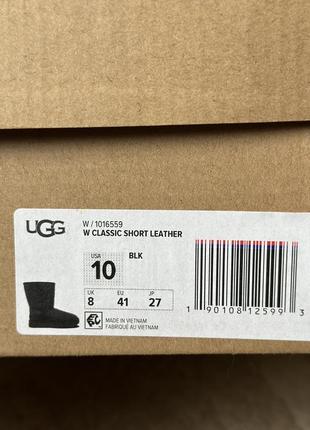 UGG
W / 1016559
W CLASSIC SHORT LEATHER
USA
10
BLK
UK
8
EU
41
JP
27
MADE IN VIETNAM
FABRIQUÉ AU VIETNAM
1 90108 12599 3